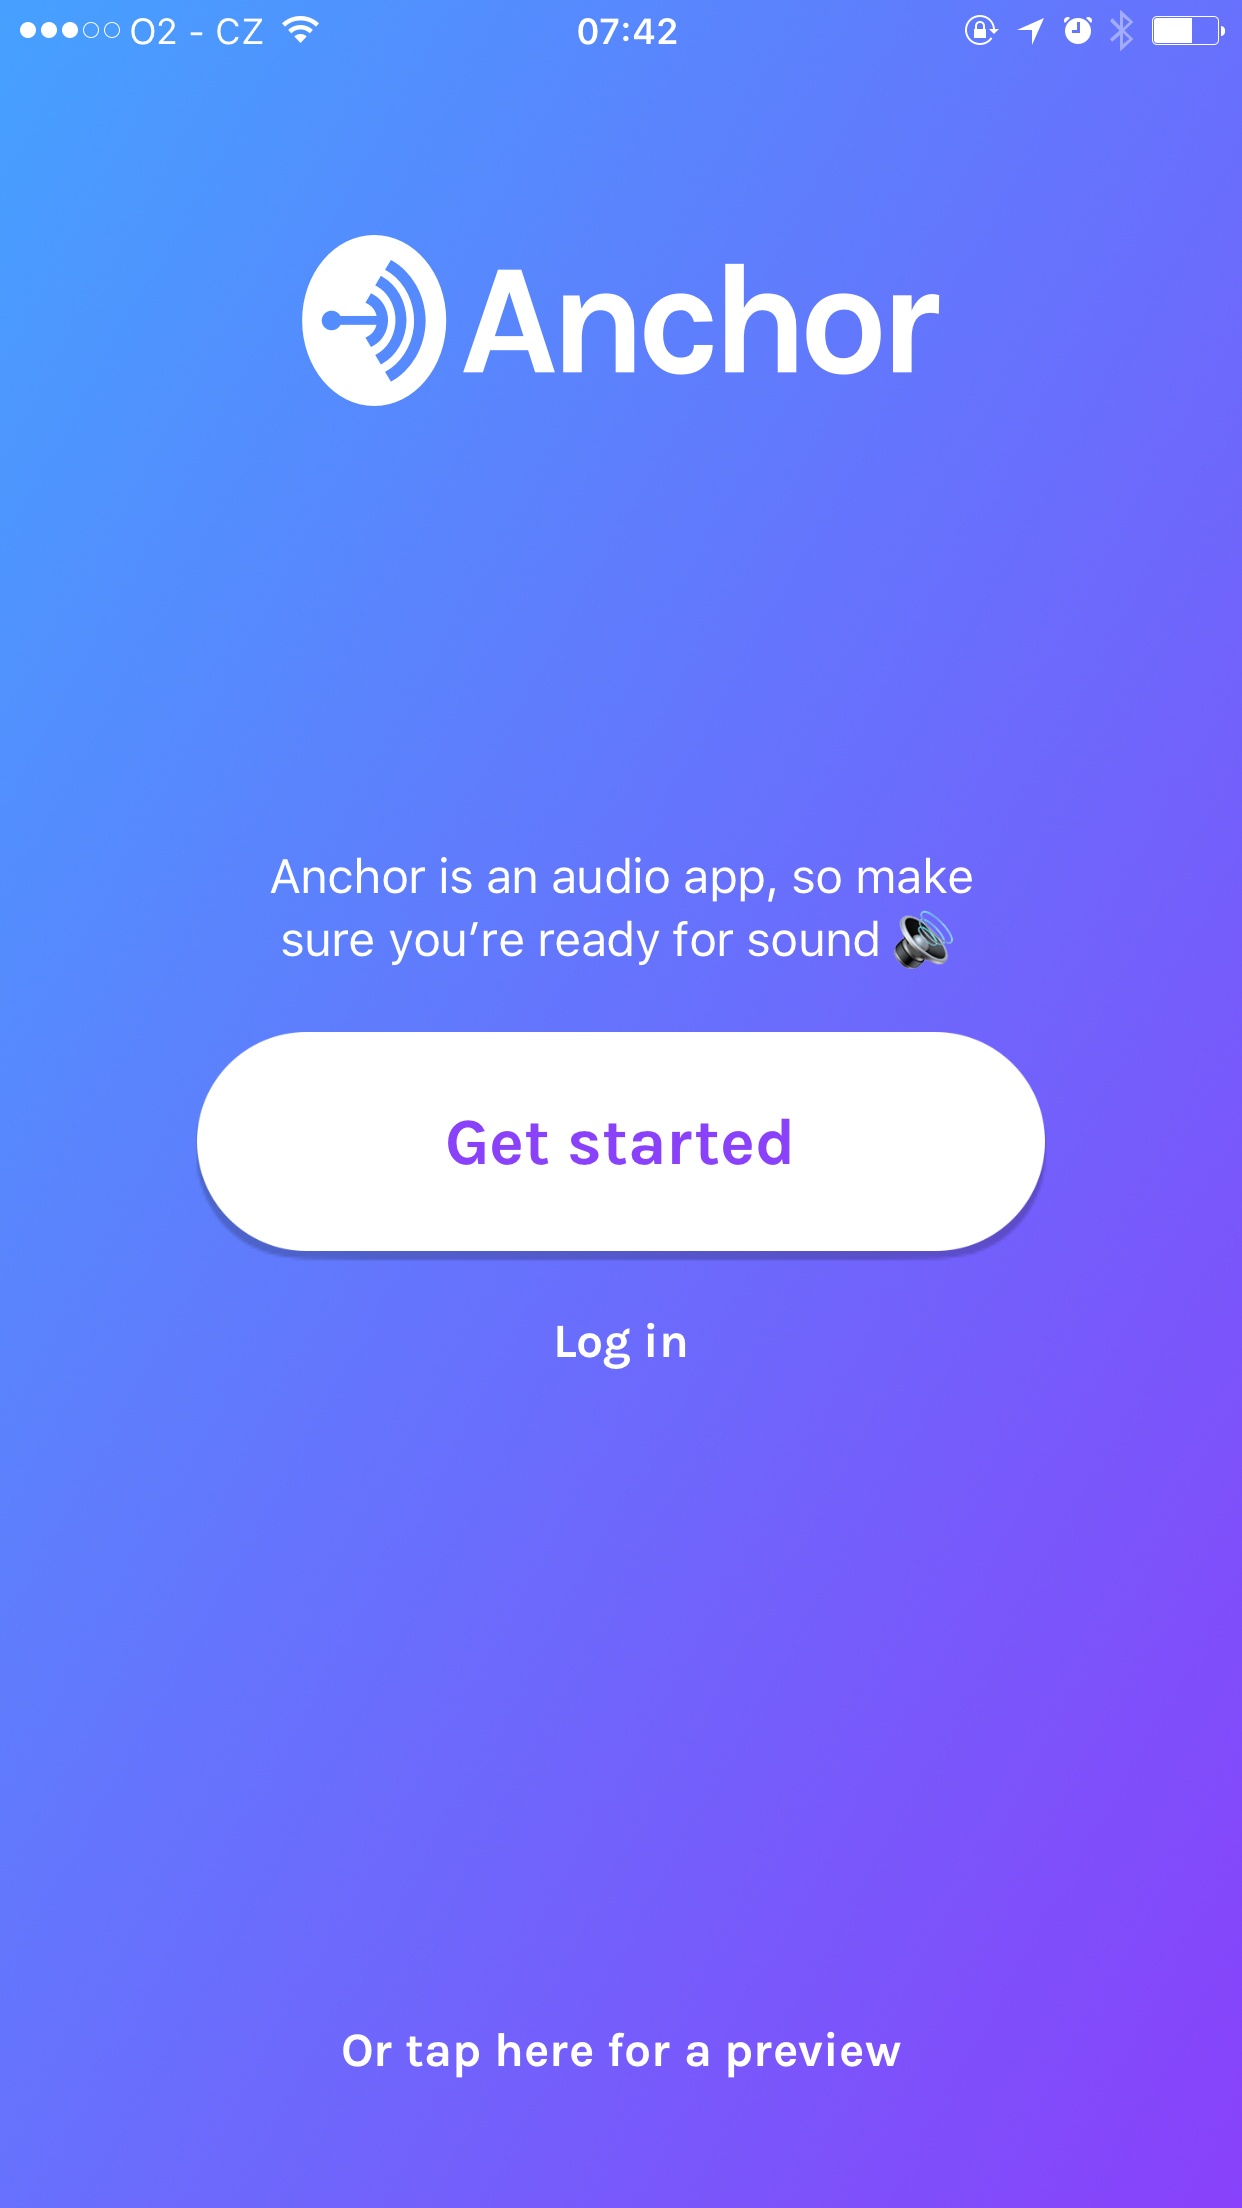 O2 - CZ
07:42
Anchor
Anchor is an audio app, so make
sure you’re ready for sound 🔊
Get started
Log in
Or tap here for a preview